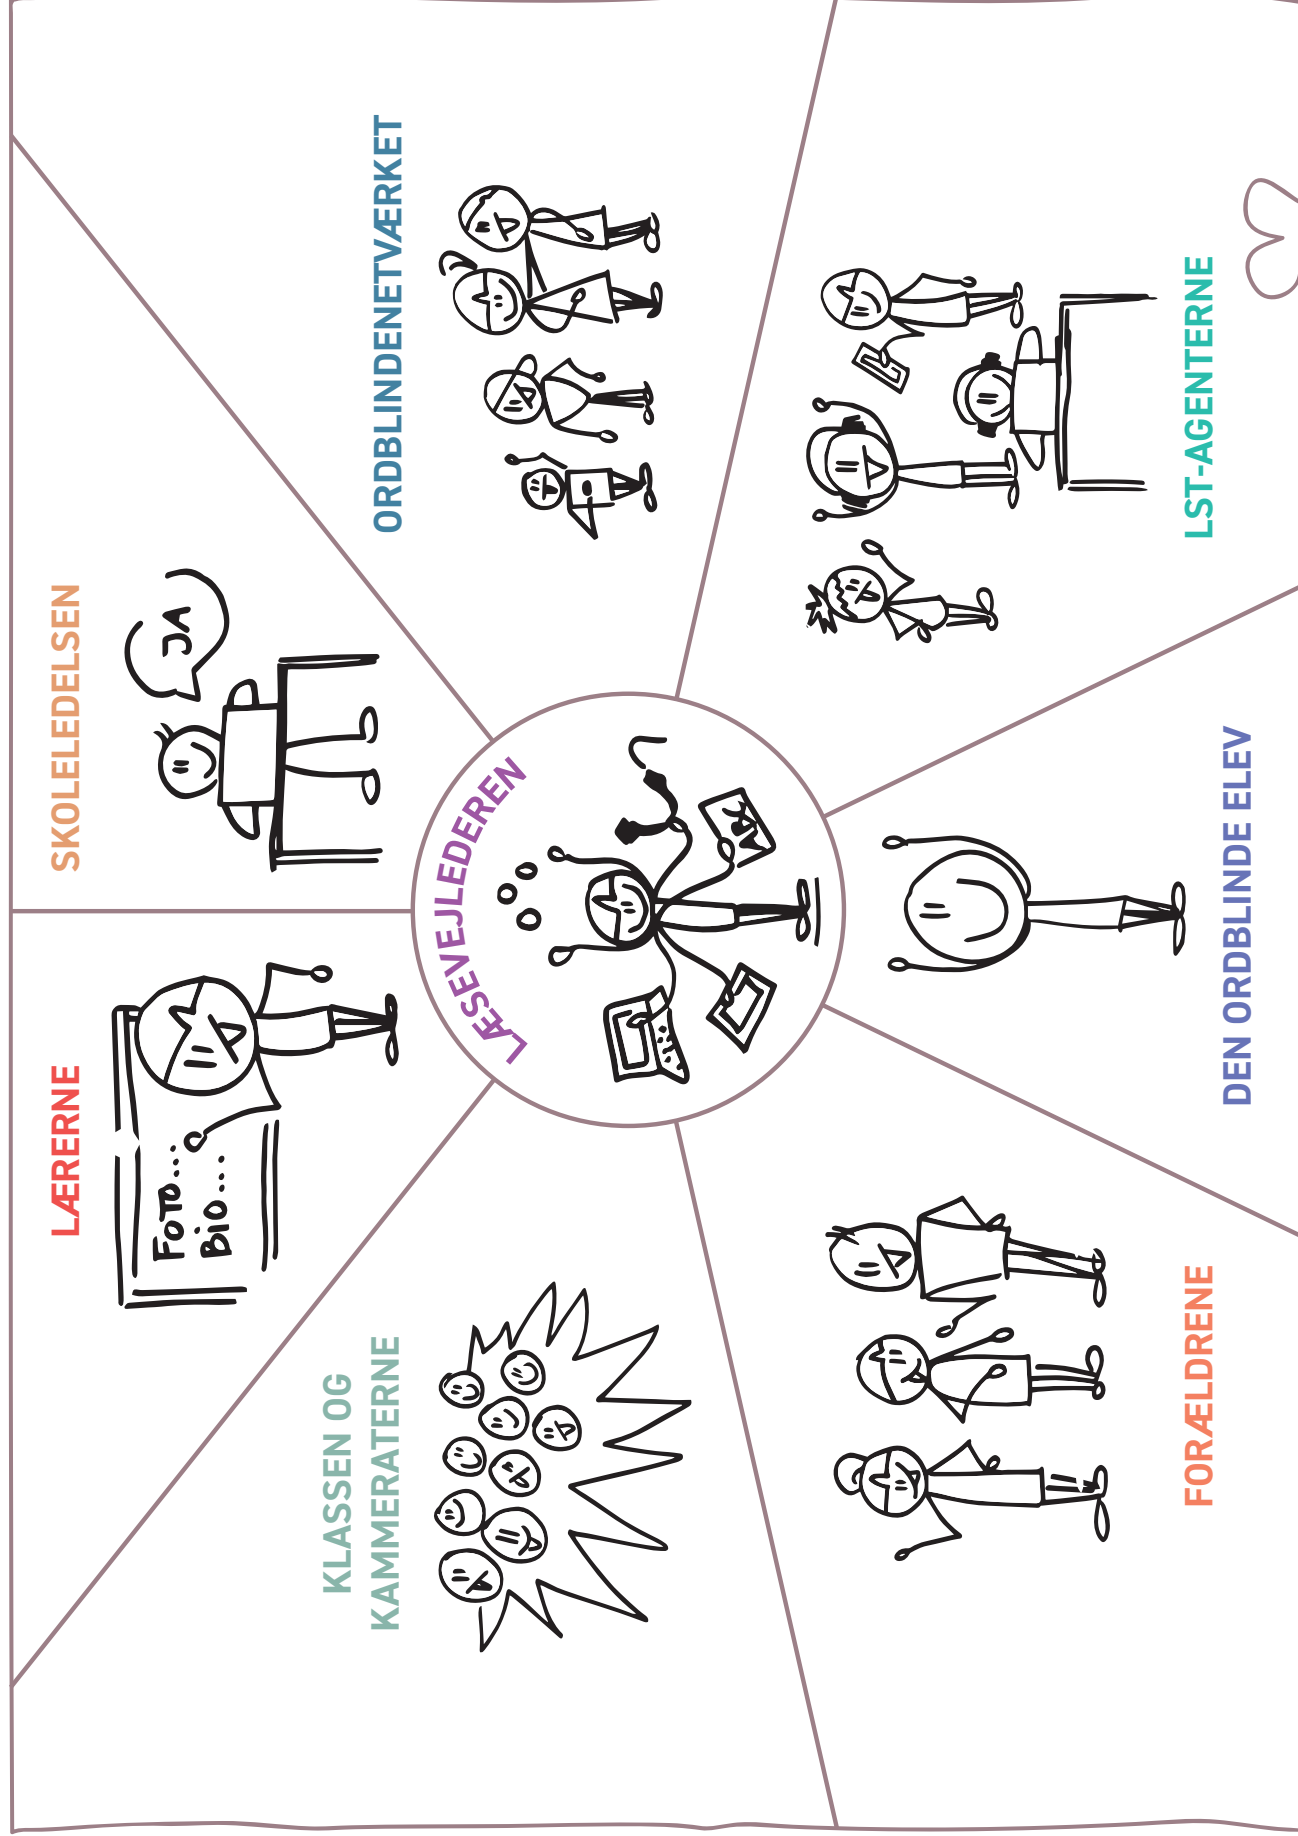 LÆRERNE
FOTO...
BIO....
SKOLELEDELSEN
JA
KLASSEN OG
KAMMERATERNE
LÆSEVEJLEDEREN
ORDBLINDENETVÆRKET
FORÆLDRENE
DEN ORDBLINDE ELEV
LST-AGENTERNE